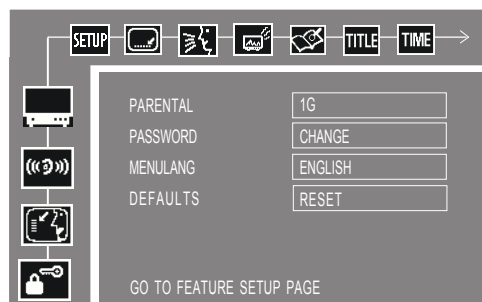 SETUP TITLE TIME
PARENTAL 1G
PASSWORD CHANGE
MENULANG ENGLISH
DEFAULTS RESET
GO TO FEATURE SETUP PAGE